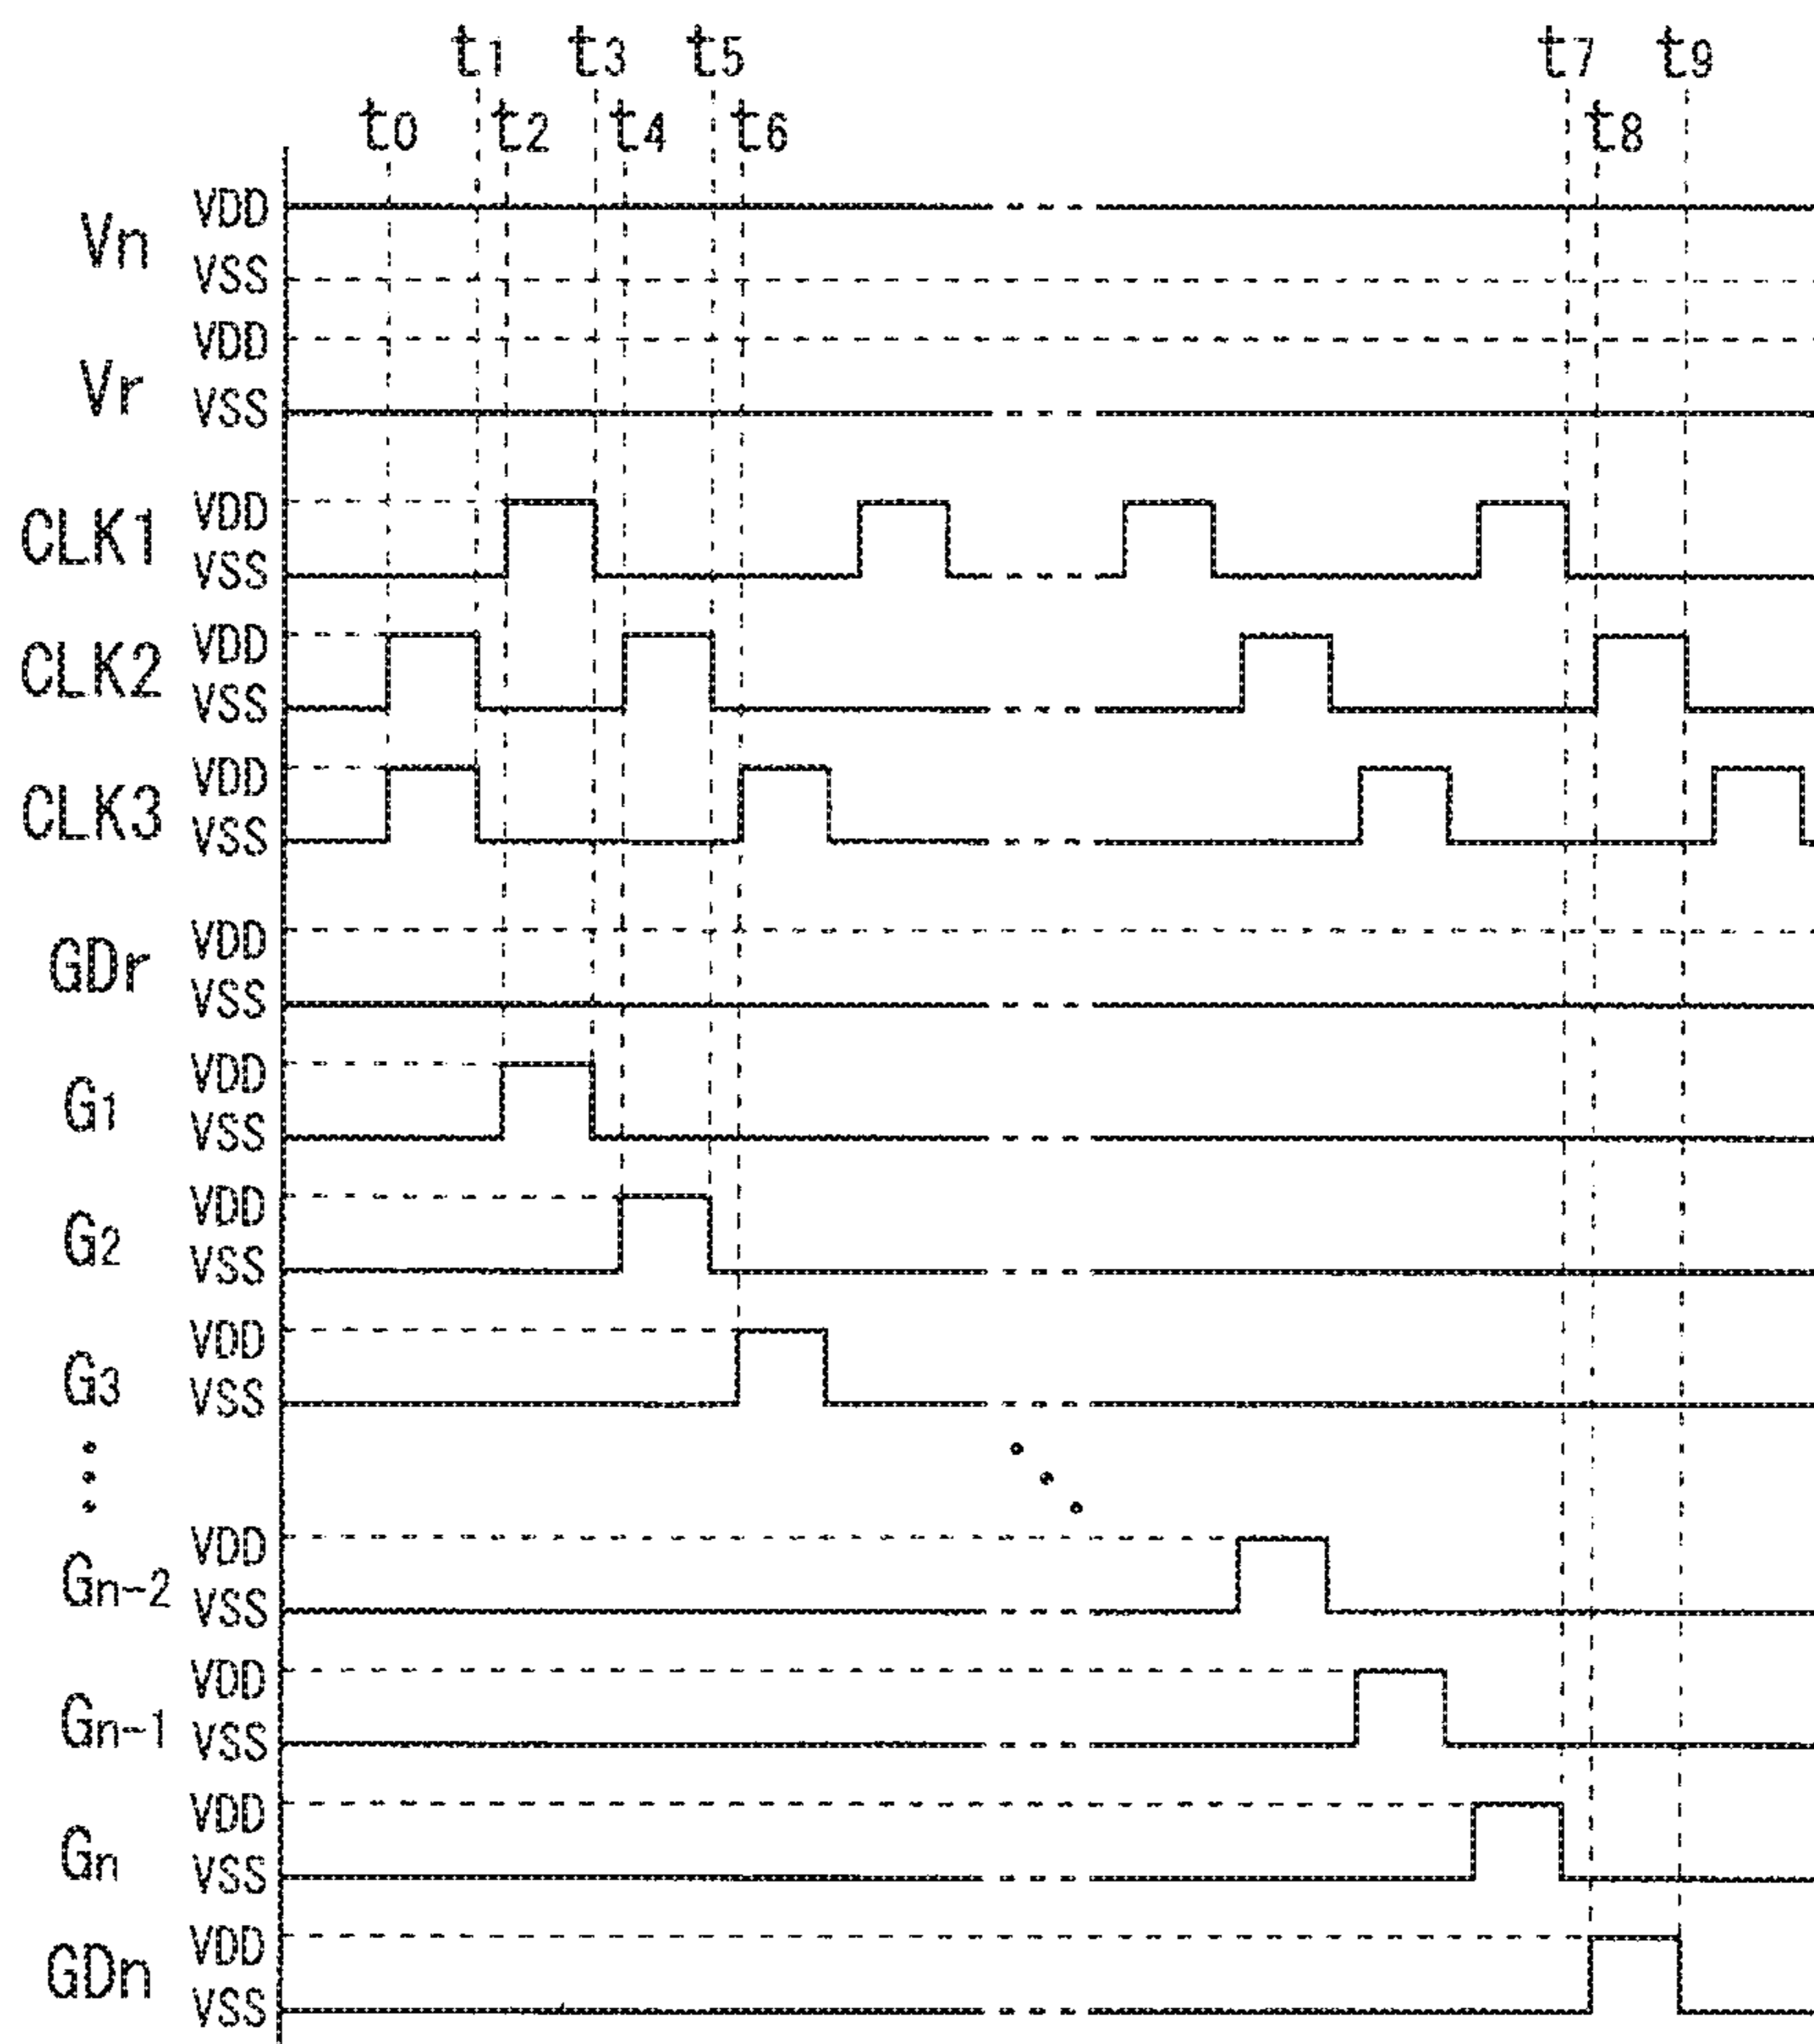 t1 t3 t5 t7 t9
t0 t2 t4 t6 t8
Vn VDD
VSS
Vr VDD
VSS
CLK1 VDD
VSS
CLK2 VDD
VSS
CLK3 VDD
VSS
GDr VDD
VSS
G1 VDD
VSS
G2 VDD
VSS
G3 VDD
VSS
Gn-2 VDD
VSS
Gn-1 VDD
VSS
Gn VDD
VSS
GDn VDD
VSS